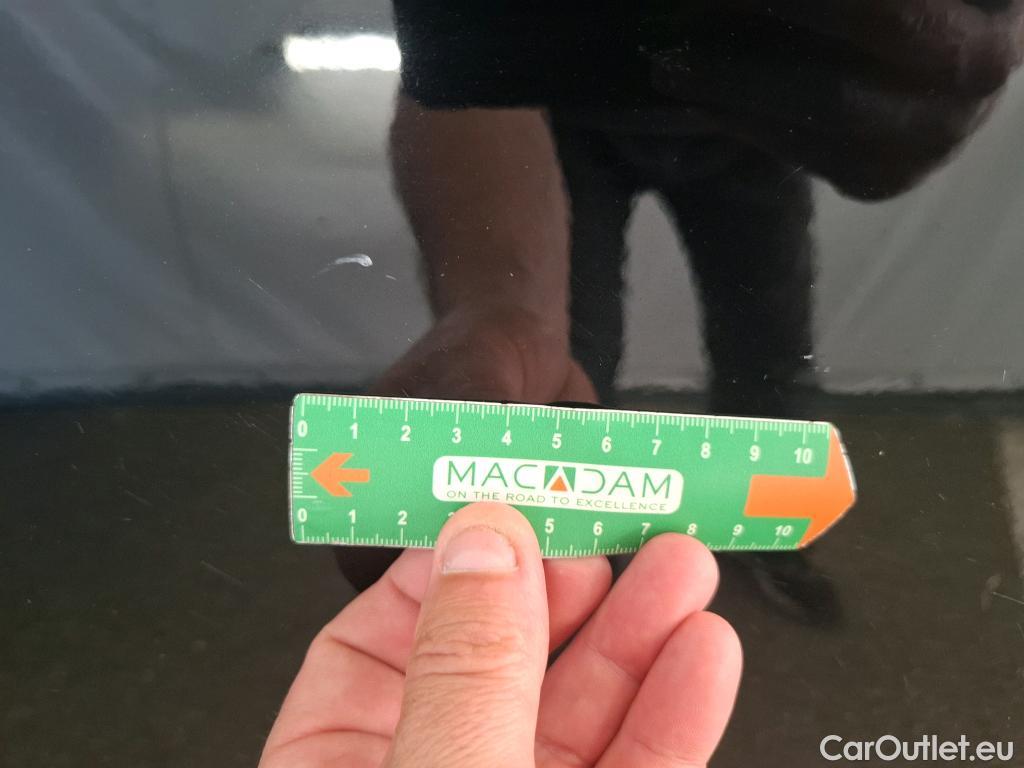 0 1 2 3 4 5 6 7 8 9 10
MACADAM
ON THE ROAD TO EXCELLENCE
0 1 2 3 5 6 7 8 9 10
CarOutlet.eu